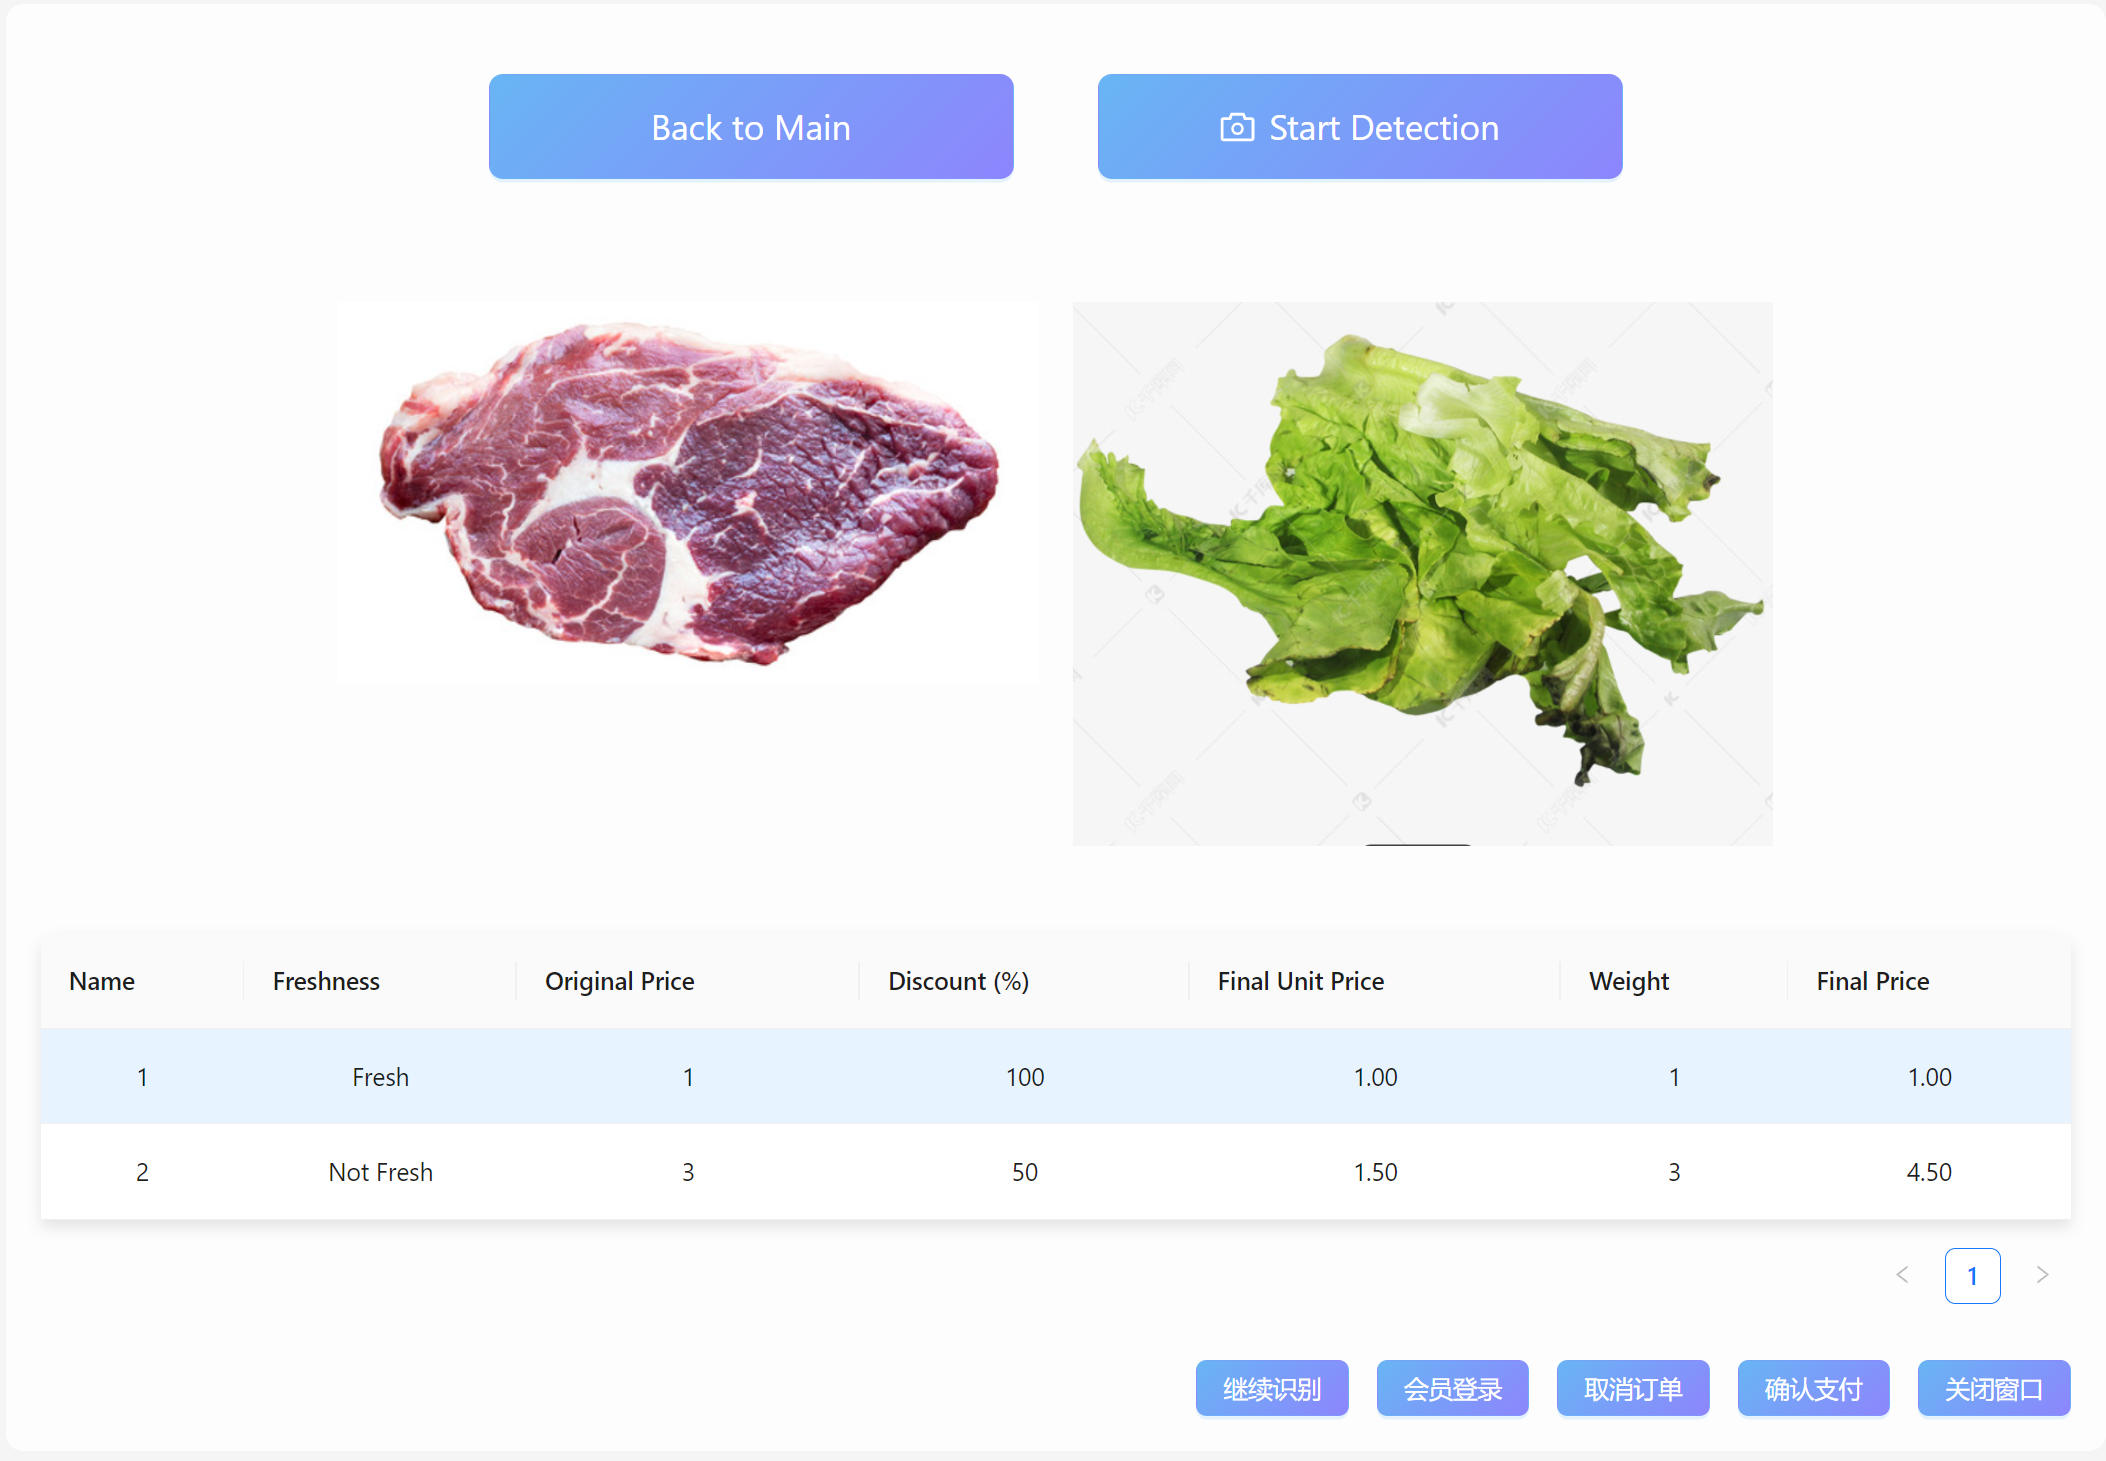 Back to Main
Start Detection
Name Freshness Original Price Discount (%) Final Unit Price Weight Final Price
1 Fresh 1 100 1.00 1 1.00
2 Not Fresh 3 50 1.50 3 4.50
1
继续识别 会员登录 取消订单 确认支付 关闭窗口